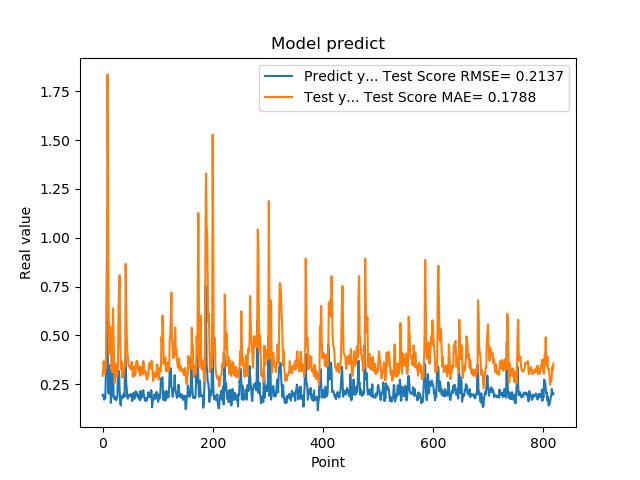 Model predict
Predict y... Test Score RMSE= 0.2137
Test y... Test Score MAE= 0.1788
1.75
1.50
1.25
1.00
0.75
0.50
0.25
Real value
0 200 400 600 800
Point